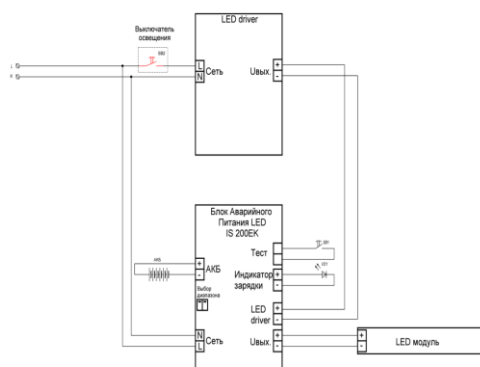 LED driver
Выключатель
освещения
L
L
Сеть
Uвых.
+
N
N
-
Блок Аварийного
Питания LED
IS 200EK
Тест
АКБ
+
АКБ
-
Индикатор
зарядки
+
-
Выбор
диапазона
LED
driver
+
-
N
Сеть
L
Uвых.
+
-
+
-
LED модуль